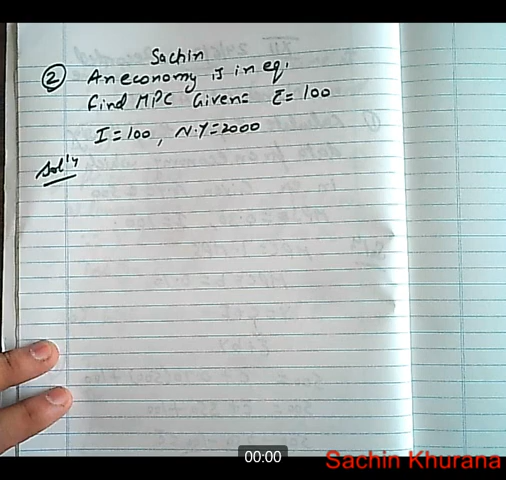 Sachin
② An economy is in eq.
find MPC Given= C̄= 100
I=100, N.Y=2000
Sol'y
00:00
Sachin Khurana